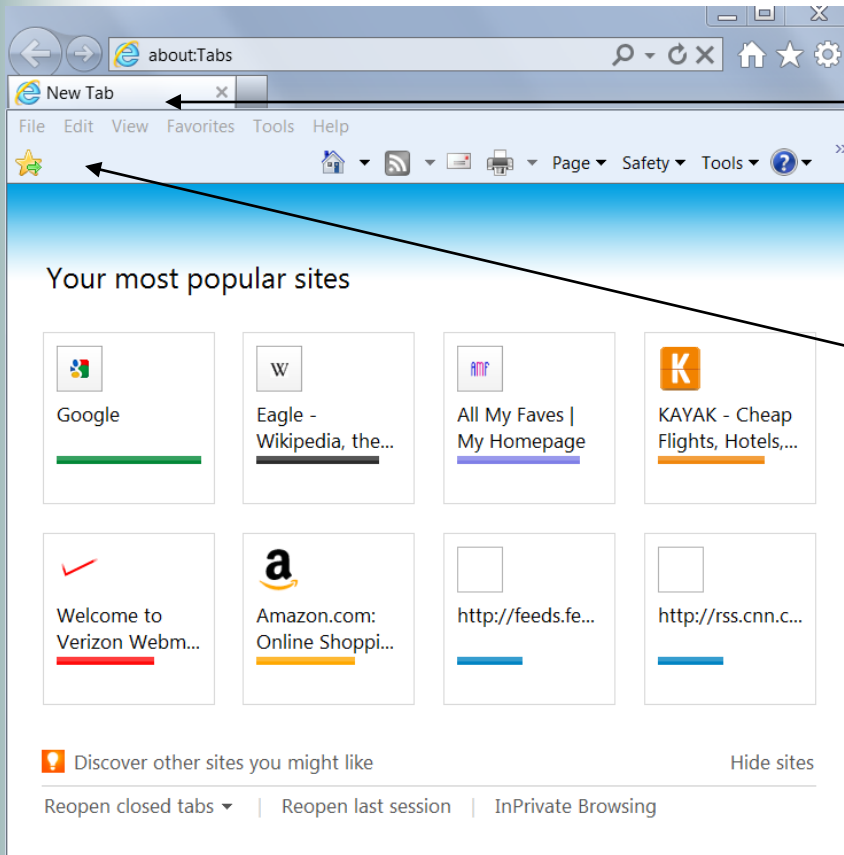 about:Tabs
New Tab
File Edit View Favorites Tools Help
Page Safety Tools
Your most popular sites
Google
Eagle -
Wikipedia, the...
All My Faves |
My Homepage
KAYAK - Cheap
Flights, Hotels,...
Welcome to
Verizon Webm...
Amazon.com:
Online Shoppi...
http://feeds.fe...
http://rss.cnn.c...
Discover other sites you might like Hide sites
Reopen closed tabs | Reopen last session | InPrivate Browsing